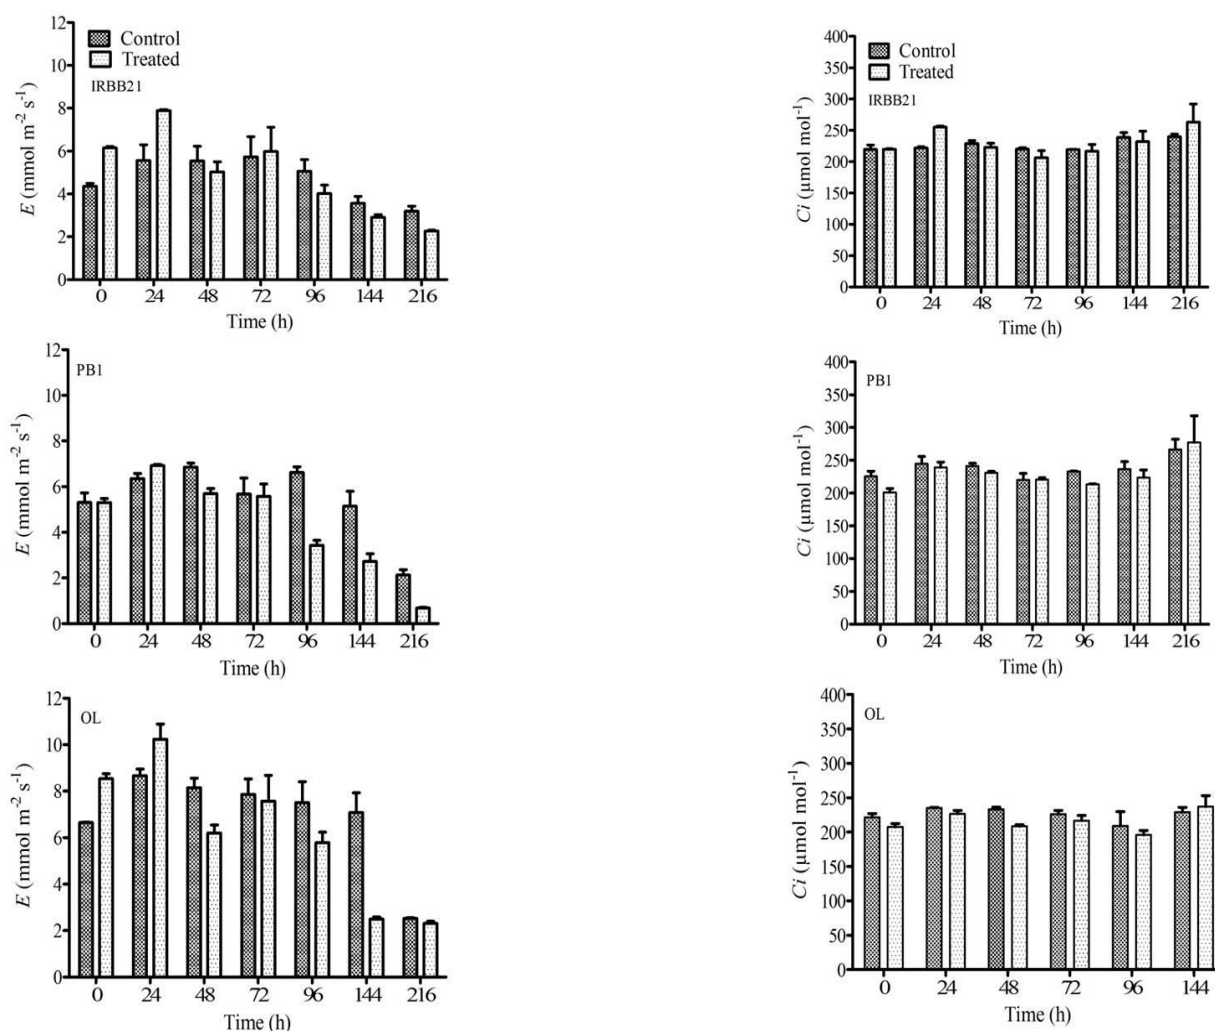 12
10
8
6
4
2
0
E (mmol m⁻² s⁻¹)
Control
Treated
IRBB21
0 24 48 72 96 144 216
Time (h)
400
350
300
250
200
150
100
50
0
Ci (μmol mol⁻¹)
Control
Treated
IRBB21
0 24 48 72 96 144 216
Time (h)
12
10
8
6
4
2
0
E (mmol m⁻² s⁻¹)
PB1
0 24 48 72 96 144 216
Time (h)
400
350
300
250
200
150
100
50
0
Ci (μmol mol⁻¹)
PB1
0 24 48 72 96 144 216
Time (h)
12
10
8
6
4
2
0
E (mmol m⁻² s⁻¹)
OL
0 24 48 72 96 144 216
Time (h)
400
350
300
250
200
150
100
50
0
Ci (μmol mol⁻¹)
OL
0 24 48 72 96 144
Time (h)